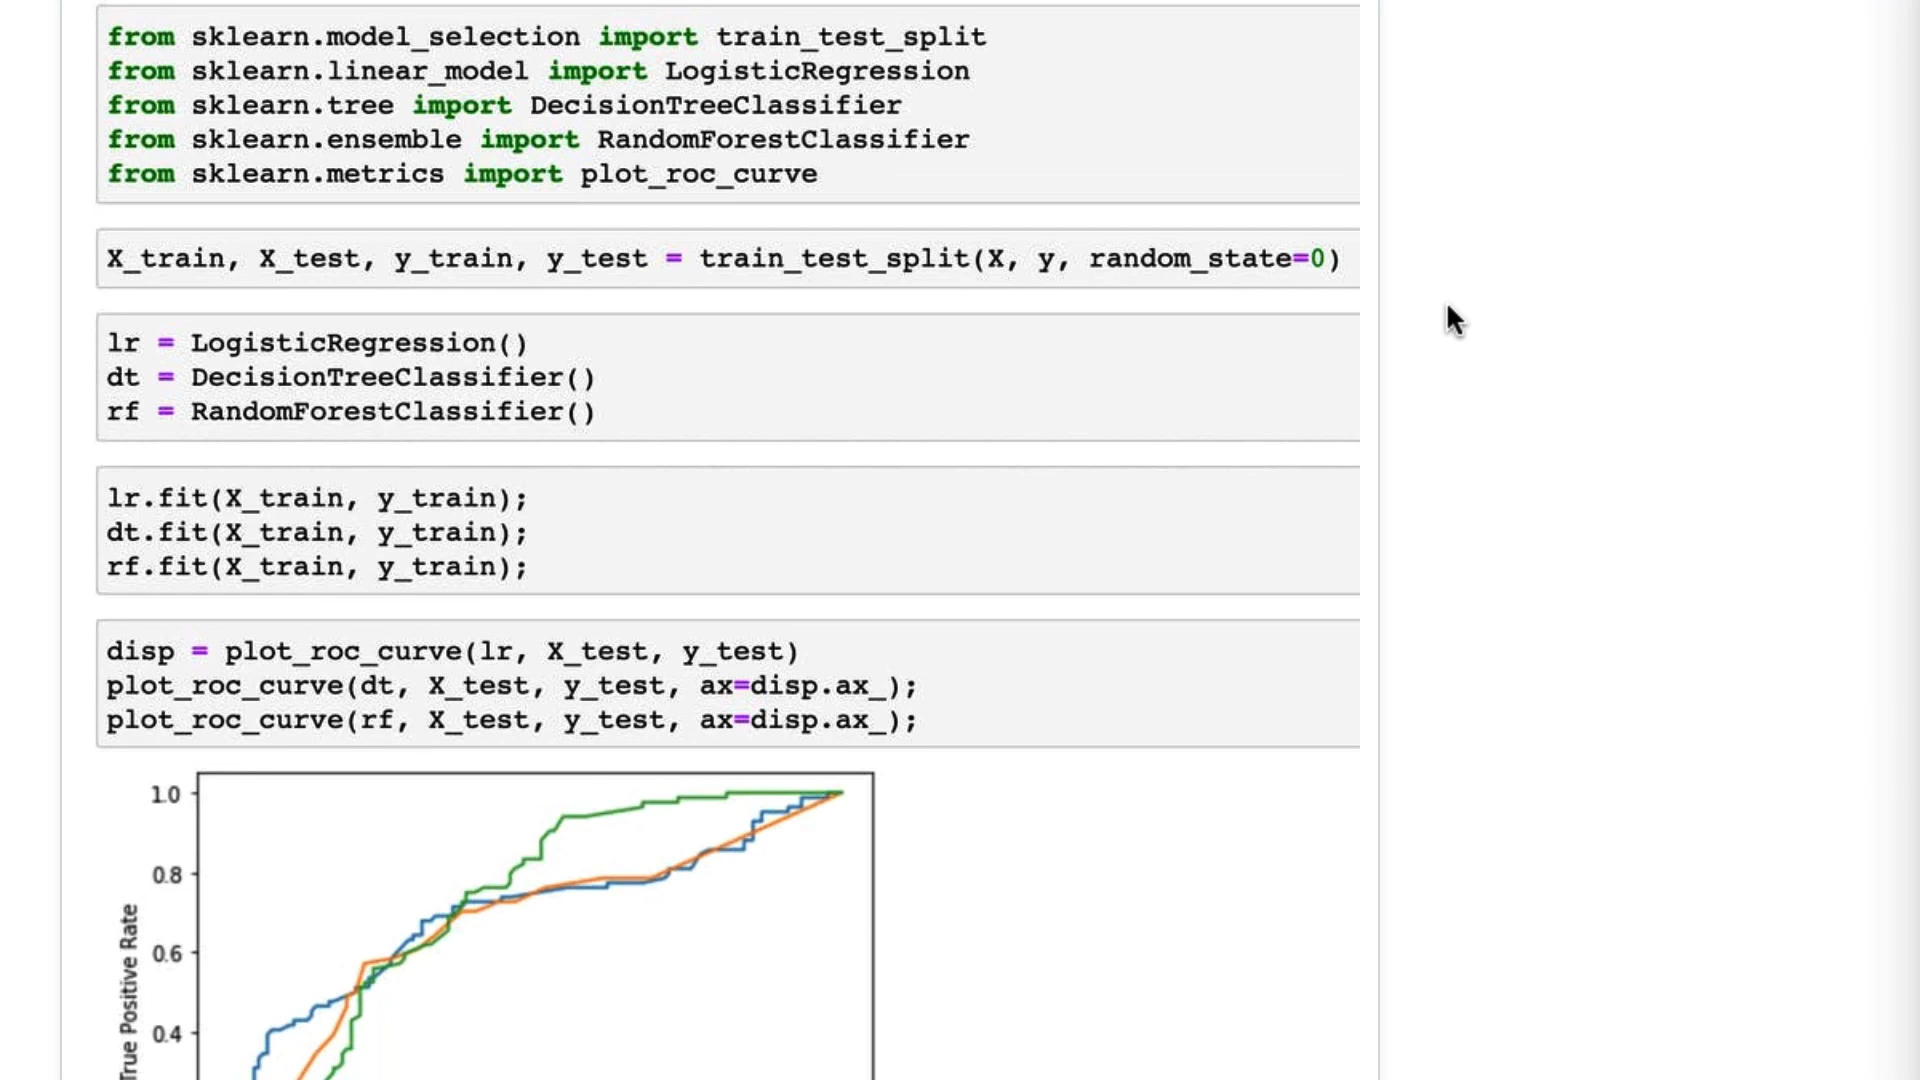 from sklearn.model_selection import train_test_split
from sklearn.linear_model import LogisticRegression
from sklearn.tree import DecisionTreeClassifier
from sklearn.ensemble import RandomForestClassifier
from sklearn.metrics import plot_roc_curve
X_train, X_test, y_train, y_test = train_test_split(X, y, random_state=0)
lr = LogisticRegression()
dt = DecisionTreeClassifier()
rf = RandomForestClassifier()
lr.fit(X_train, y_train);
dt.fit(X_train, y_train);
rf.fit(X_train, y_train);
disp = plot_roc_curve(lr, X_test, y_test)
plot_roc_curve(dt, X_test, y_test, ax=disp.ax_);
plot_roc_curve(rf, X_test, y_test, ax=disp.ax_);
1.0
0.8
0.6
0.4
True Positive Rate